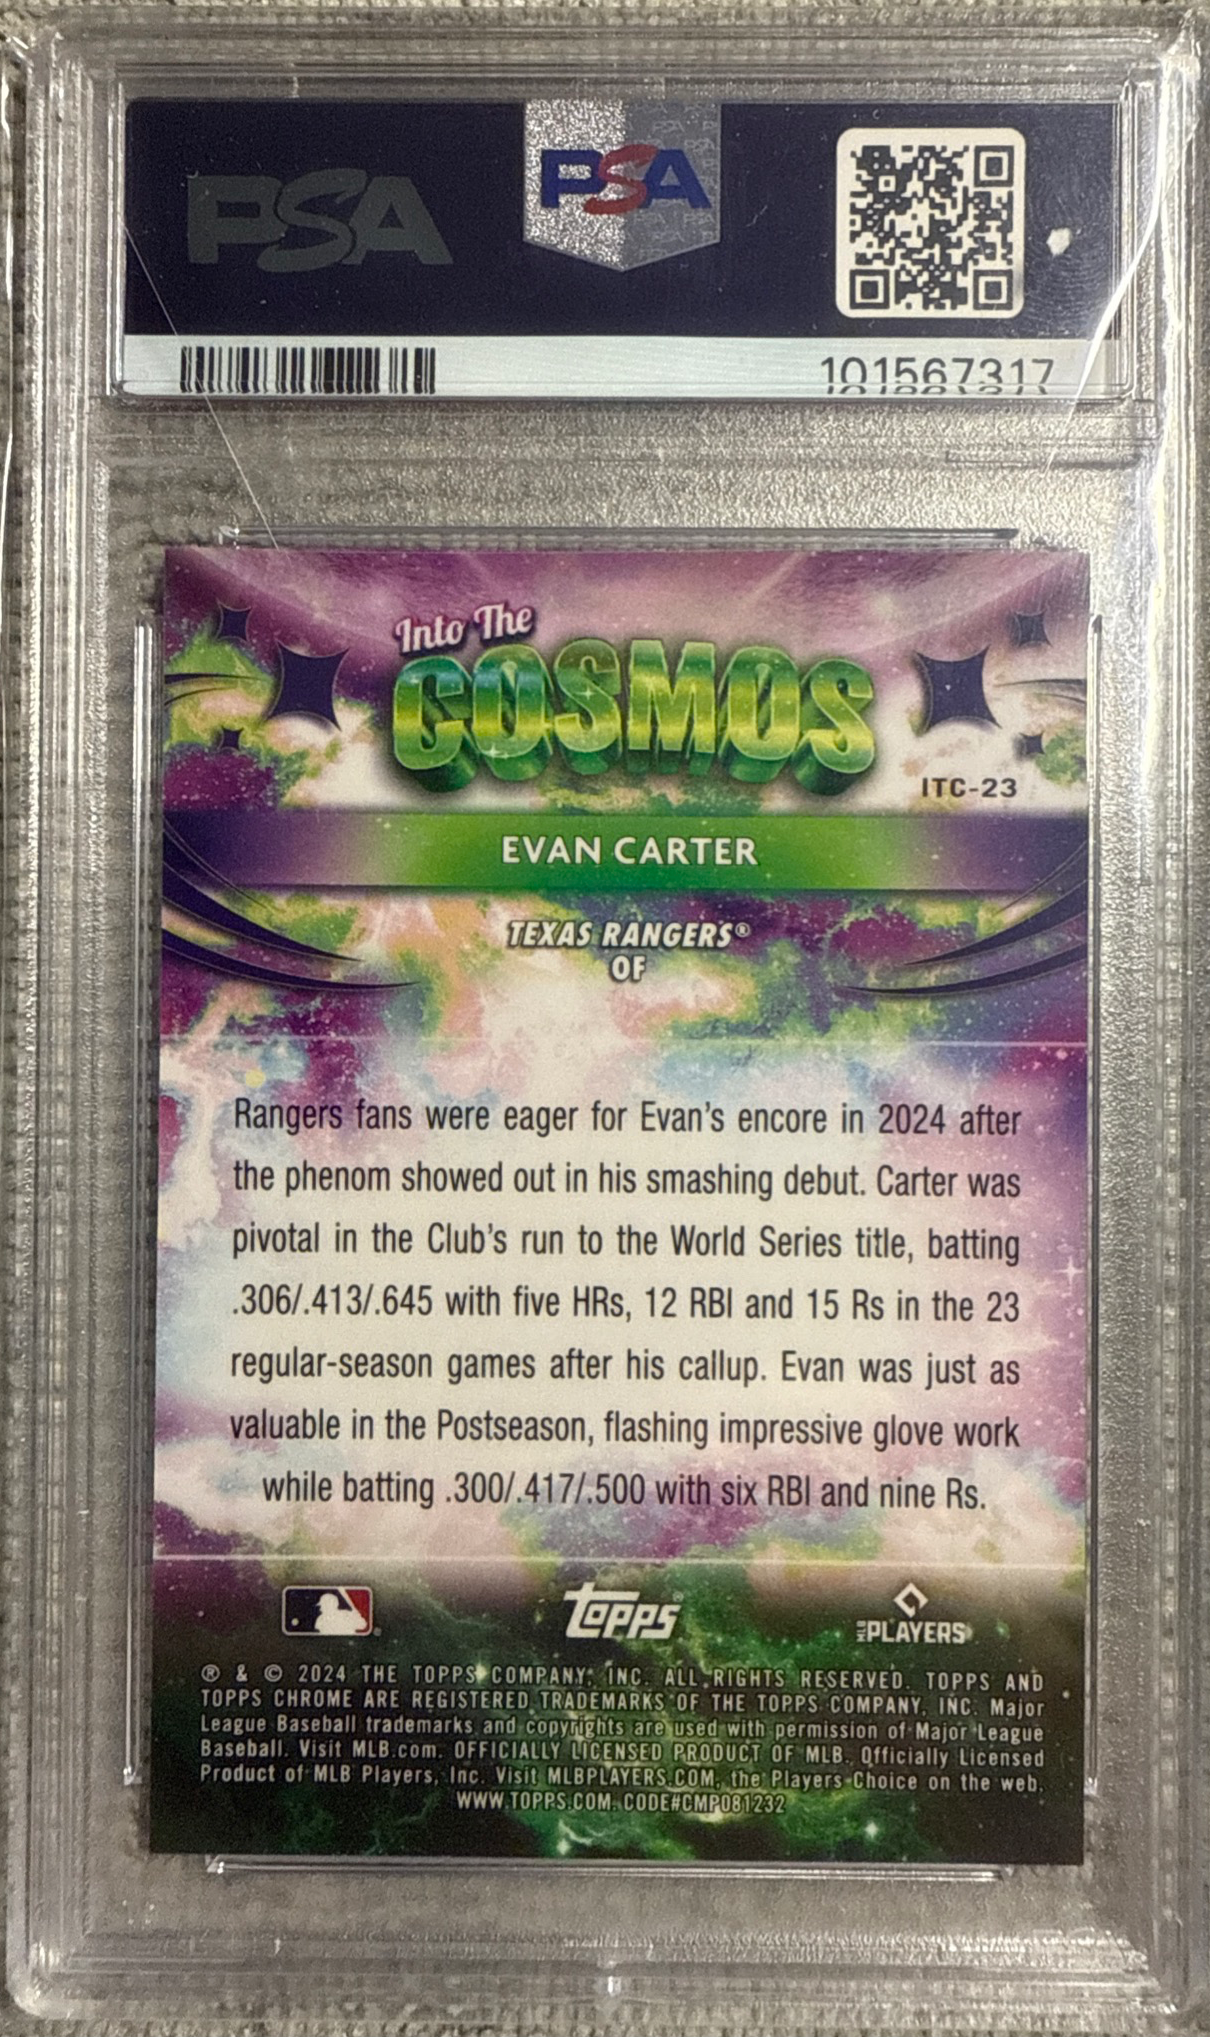 PSA
PSA
101567317
Into The
COSMOS
ITC-23
EVAN CARTER
TEXAS RANGERS®
OF
Rangers fans were eager for Evan's encore in 2024 after
the phenom showed out in his smashing debut. Carter was
pivotal in the Club's run to the World Series title, batting
.306/.413/.645 with five HRs, 12 RBI and 15 Rs in the 23
regular-season games after his callup. Evan was just as
valuable in the Postseason, flashing impressive glove work
while batting .300/.417/.500 with six RBI and nine Rs.
Topps®
MLB PLAYERS
® & © 2024 THE TOPPS COMPANY, INC. ALL RIGHTS RESERVED. TOPPS AND
TOPPS CHROME ARE REGISTERED TRADEMARKS OF THE TOPPS COMPANY, INC. Major
League Baseball trademarks and copyrights are used with permission of Major League
Baseball. Visit MLB.com. OFFICIALLY LICENSED PRODUCT OF MLB. Officially Licensed
Product of MLB Players, Inc. Visit MLBPLAYERS.COM, the Players Choice on the web.
WWW.TOPPS.COM. CODE#CMP081232